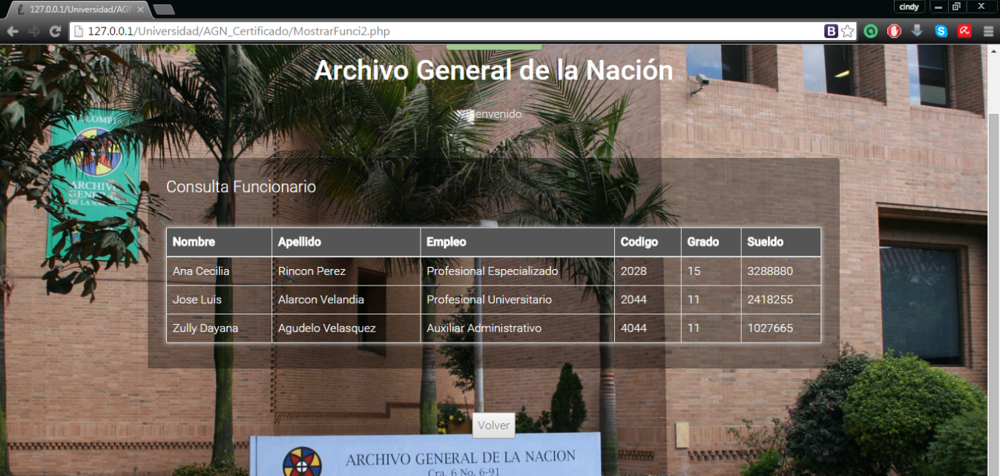 127.0.0.1/Universidad/AGN
cindy
127.0.0.1/Universidad/AGN_Certificado/MostrarFunci2.php
Archivo General de la Nación
Bienvenido
COLOMBIA
ARCHIVO
GENERAL
DE LA NACION
Consulta Funcionario
Nombre Apellido Empleo Codigo Grado Sueldo
Ana Cecilia Rincon Perez Profesional Especializado 2028 15 3288880
Jose Luis Alarcon Velandia Profesional Universitario 2044 11 2418255
Zully Dayana Agudelo Velasquez Auxiliar Administrativo 4044 11 1027665
Volver
ARCHIVO GENERAL DE LA NACION
Cra. 6 No. 6-91